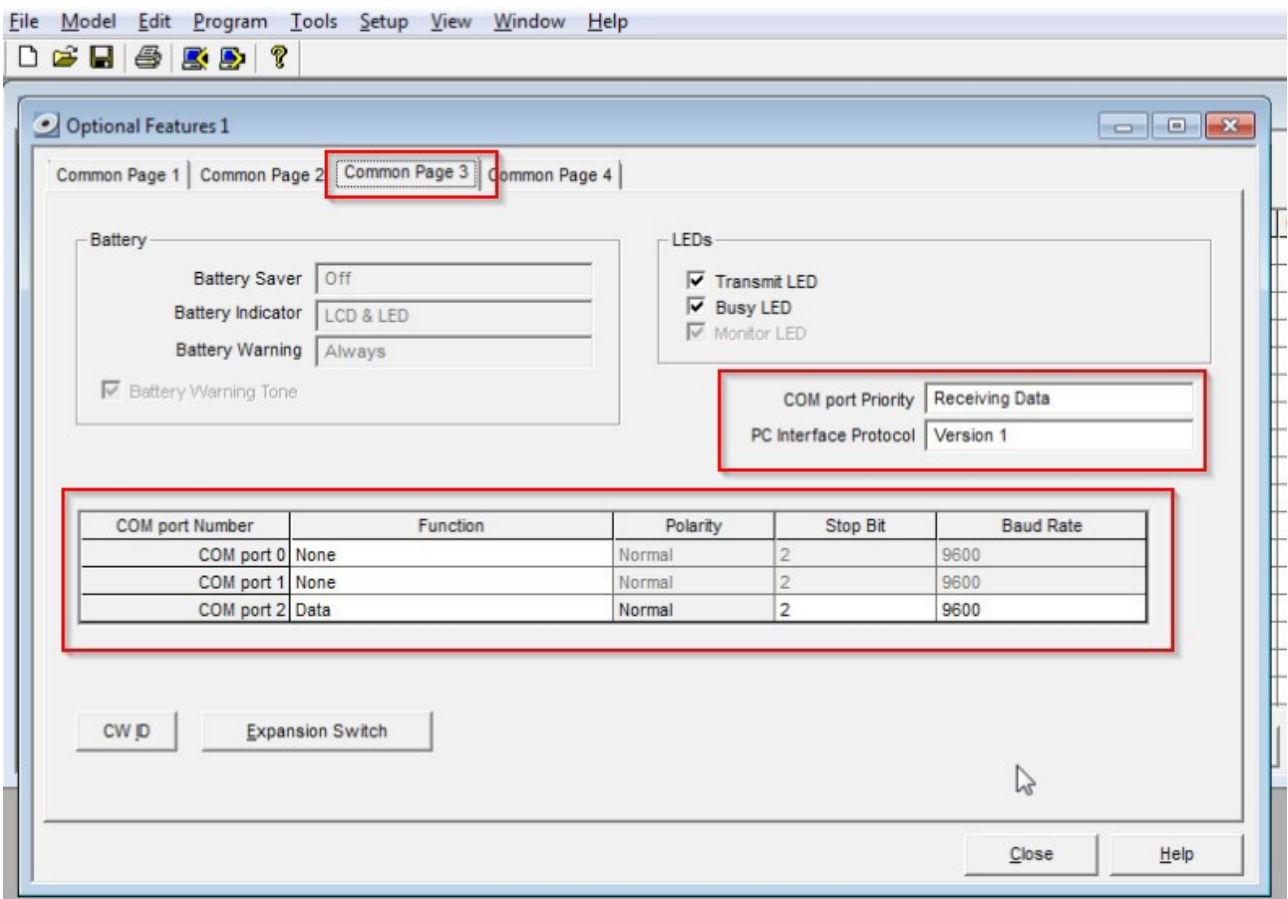 File Model Edit Program Tools Setup View Window Help
Optional Features 1
Common Page 1 Common Page 2 Common Page 3 Common Page 4
Battery
Battery Saver Off
Battery Indicator LCD & LED
Battery Warning Always
Battery Warning Tone
LEDs
Transmit LED
Busy LED
Monitor LED
COM port Priority Receiving Data
PC Interface Protocol Version 1
COM port Number Function Polarity Stop Bit Baud Rate
COM port 0 None Normal 2 9600
COM port 1 None Normal 2 9600
COM port 2 Data Normal 2 9600
CW ID Expansion Switch
Close Help